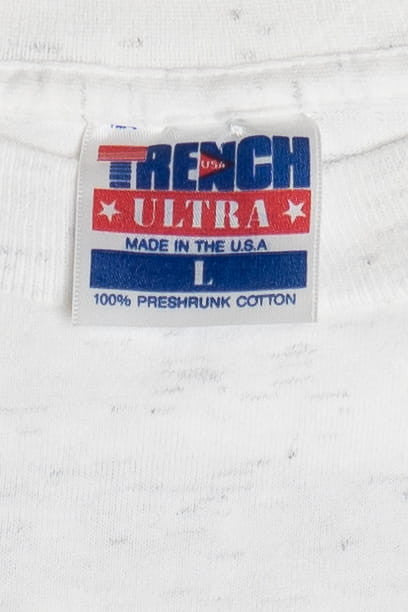 TRENCH
USA
ULTRA
MADE IN THE U.S.A
L
100% PRESHRUNK COTTON